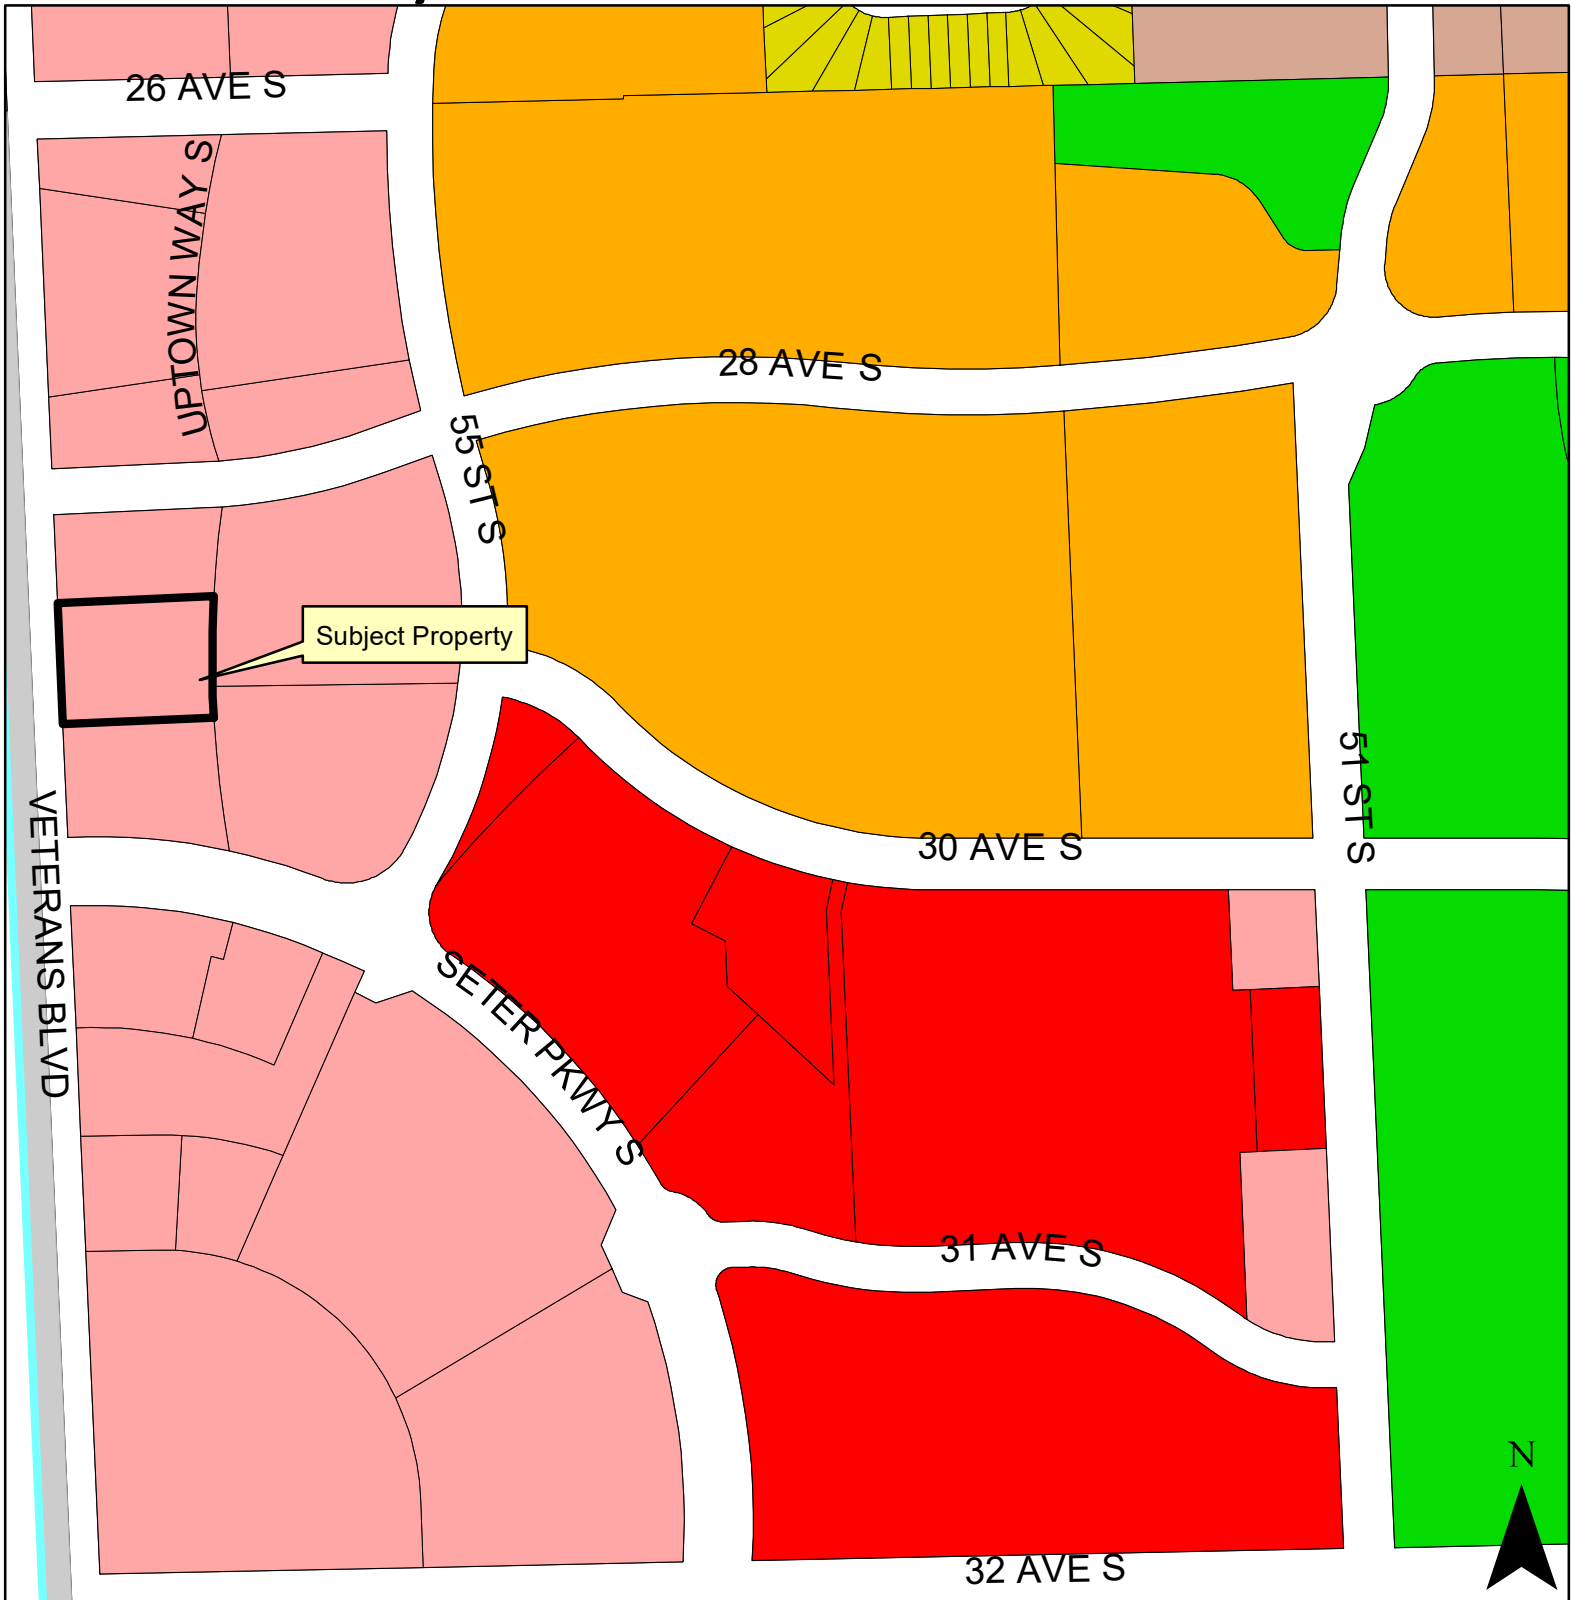 26 AVE S
UPTOWN WAY S
28 AVE S
55 ST S
Subject Property
51 ST S
VETERANS BLVD
30 AVE S
SETER PKWY S
31 AVE S
N
32 AVE S